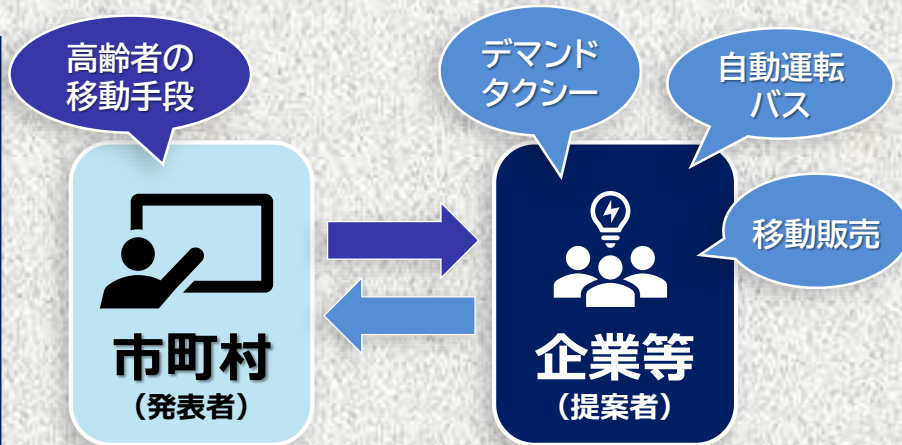 高齢者の
移動手段
デマンド
タクシー
自動運転
バス
移動販売
市町村
（発表者）
企業等
（提案者）